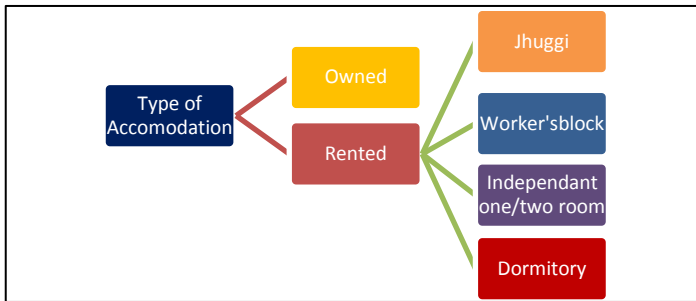 Type of
Accomodation
Owned
Rented
Jhuggi
Worker'sblock
Independant
one/two room
Dormitory